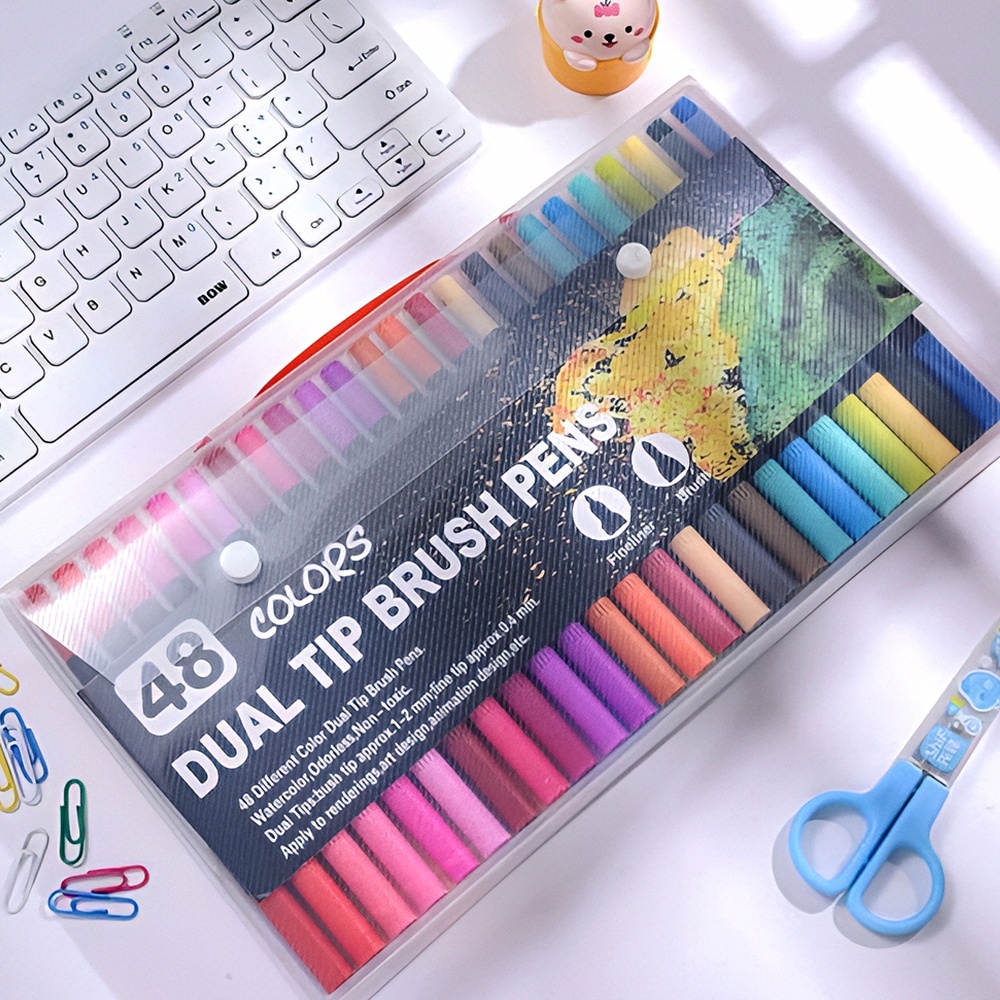 48
COLORS
DUAL TIP BRUSH PENS
Fineliner
Brush
48 Different Color Dual Tip Brush Pens.
Watercolor,Odorless,Non- toxic.
Dual Tips:bush tip approx.1-2 mm;fine tip approx.0.4 mm.
Apply to renderings,art design,animation design,etc.
BOW
Enter
P
Y
U
J
K
G
H
M
C
V
B
N